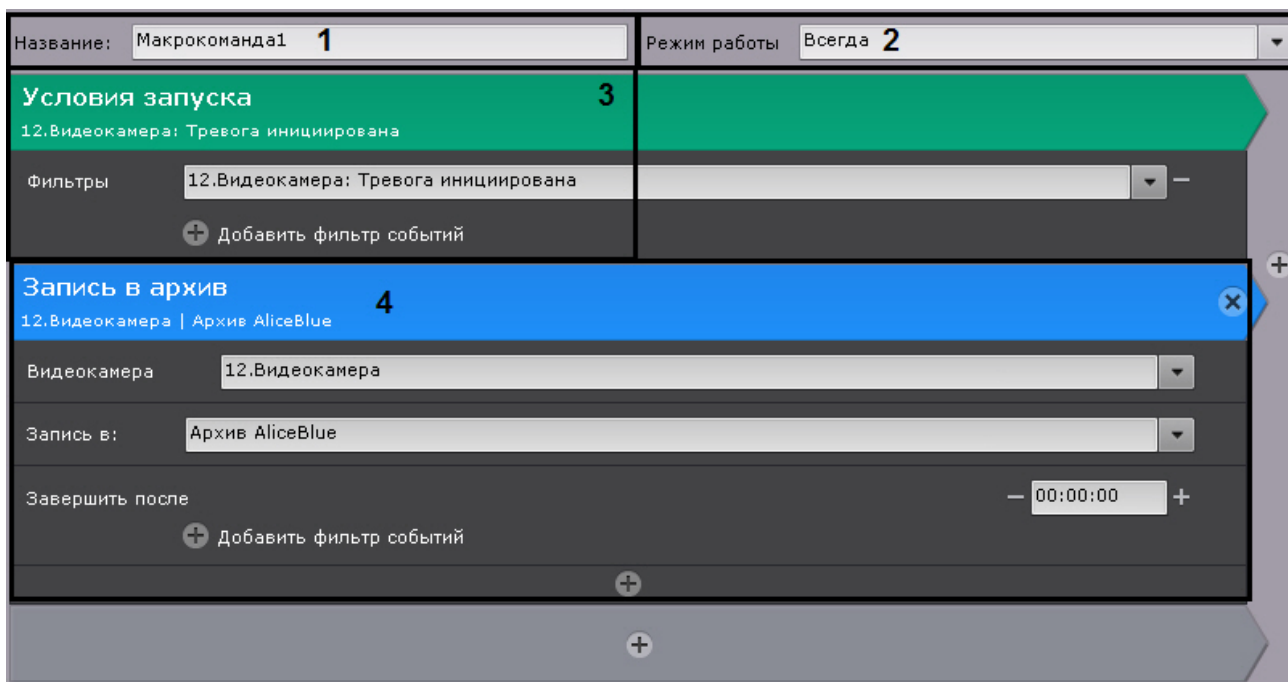 Название: Макрокоманда1 1 Режим работы Всегда 2
Условия запуска 3
12.Видеокамера: Тревога инициирована
Фильтры 12.Видеокамера: Тревога инициирована
Добавить фильтр событий
Запись в архив 4
12.Видеокамера | Архив AliceBlue
Видеокамера 12.Видеокамера
Запись в: Архив AliceBlue
Завершить после 00:00:00
Добавить фильтр событий